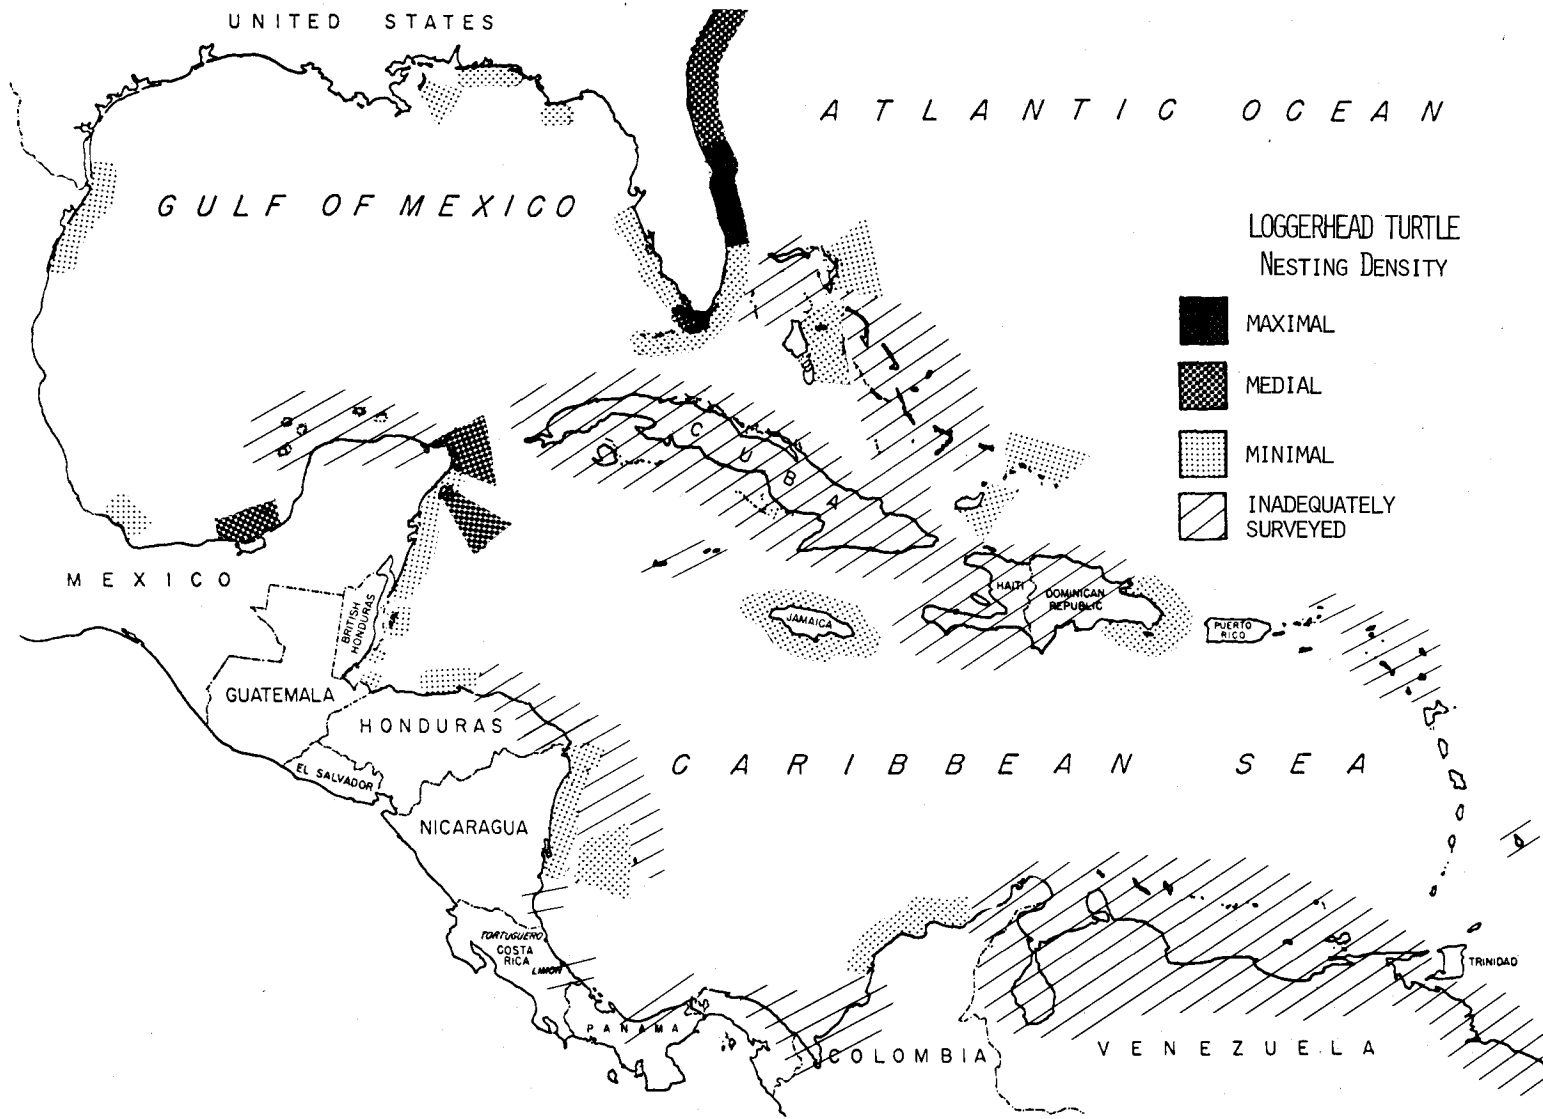 UNITED STATES
ATLANTIC OCEAN
GULF OF MEXICO
LOGGERHEAD TURTLE
NESTING DENSITY
MAXIMAL
MEDIAL
MINIMAL
INADEQUATELY
SURVEYED
CUBA
MEXICO
BRITISH
HONDURAS
HAITI
DOMINICAN
REPUBLIC
JAMAICA
PUERTO
RICO
GUATEMALA
HONDURAS
EL SALVADOR
CARIBBEAN SEA
NICARAGUA
TORTUGUERO
COSTA
RICA
LIMON
TRINIDAD
PANAMA
COLOMBIA
VENEZUELA